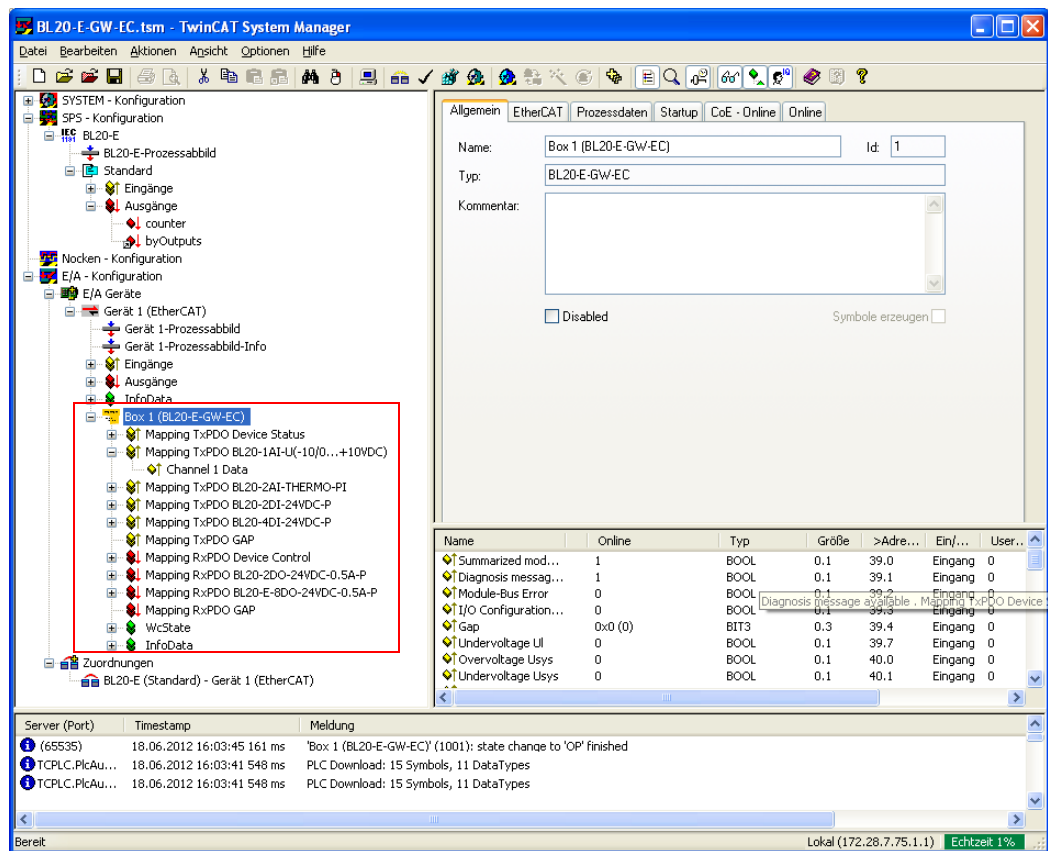 BL20-E-GW-EC.tsm - TwinCAT System Manager
Datei Bearbeiten Aktionen Ansicht Optionen Hilfe
SYSTEM - Konfiguration
SPS - Konfiguration
IEC 1131 BL20-E
BL20-E-Prozessabbild
Standard
Eingänge
Ausgänge
counter
byOutputs
Nocken - Konfiguration
E/A - Konfiguration
E/A Geräte
Gerät 1 (EtherCAT)
Gerät 1-Prozessabbild
Gerät 1-Prozessabbild-Info
Eingänge
Ausgänge
InfoData
Box 1 (BL20-E-GW-EC)
Mapping TxPDO Device Status
Mapping TxPDO BL20-1AI-U(-10/0...+10VDC)
Channel 1 Data
Mapping TxPDO BL20-2AI-THERMO-PI
Mapping TxPDO BL20-2DI-24VDC-P
Mapping TxPDO BL20-4DI-24VDC-P
Mapping TxPDO GAP
Mapping RxPDO Device Control
Mapping RxPDO BL20-2DO-24VDC-0.5A-P
Mapping RxPDO BL20-E-8DO-24VDC-0.5A-P
Mapping RxPDO GAP
WcState
InfoData
Zuordnungen
BL20-E (Standard) - Gerät 1 (EtherCAT)
Allgemein EtherCAT Prozessdaten Startup CoE - Online Online
Name: Box 1 (BL20-E-GW-EC) Id: 1
Typ: BL20-E-GW-EC
Kommentar:
Disabled Symbole erzeugen
Name Online Typ Größe >Adre... Ein/... User..
Summarized mod... 1 BOOL 0.1 39.0 Eingang 0
Diagnosis messag... 1 BOOL 0.1 39.1 Eingang 0
Module-Bus Error 0 BOOL 0.1 39.2 Eingang 0
Diagnosis message available . Mapping TxPDO Device S
I/O Configuration... 0 BOOL 0.1 39.3 Eingang 0
Gap 0x0 (0) BIT3 0.3 39.4 Eingang 0
Undervoltage Ul 0 BOOL 0.1 39.7 Eingang 0
Overvoltage Usys 0 BOOL 0.1 40.0 Eingang 0
Undervoltage Usys 0 BOOL 0.1 40.1 Eingang 0
Server (Port) Timestamp Meldung
(65535) 18.06.2012 16:03:45 161 ms 'Box 1 (BL20-E-GW-EC)' (1001): state change to 'OP' finished
TCPLC.PlcAu... 18.06.2012 16:03:41 548 ms PLC Download: 15 Symbols, 11 DataTypes
TCPLC.PlcAu... 18.06.2012 16:03:41 548 ms PLC Download: 15 Symbols, 11 DataTypes
Bereit Lokal (172.28.7.75.1.1) Echtzeit 1%